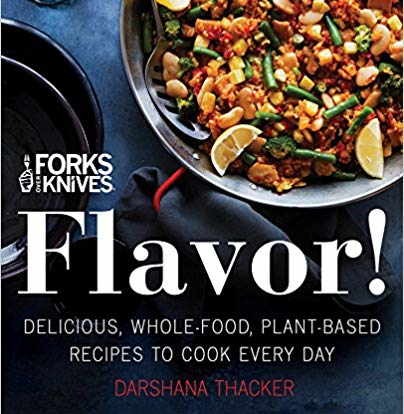 FORKS
OVER
KNIVES
Flavor!
DELICIOUS, WHOLE-FOOD, PLANT-BASED
RECIPES TO COOK EVERY DAY
DARSHANA THACKER